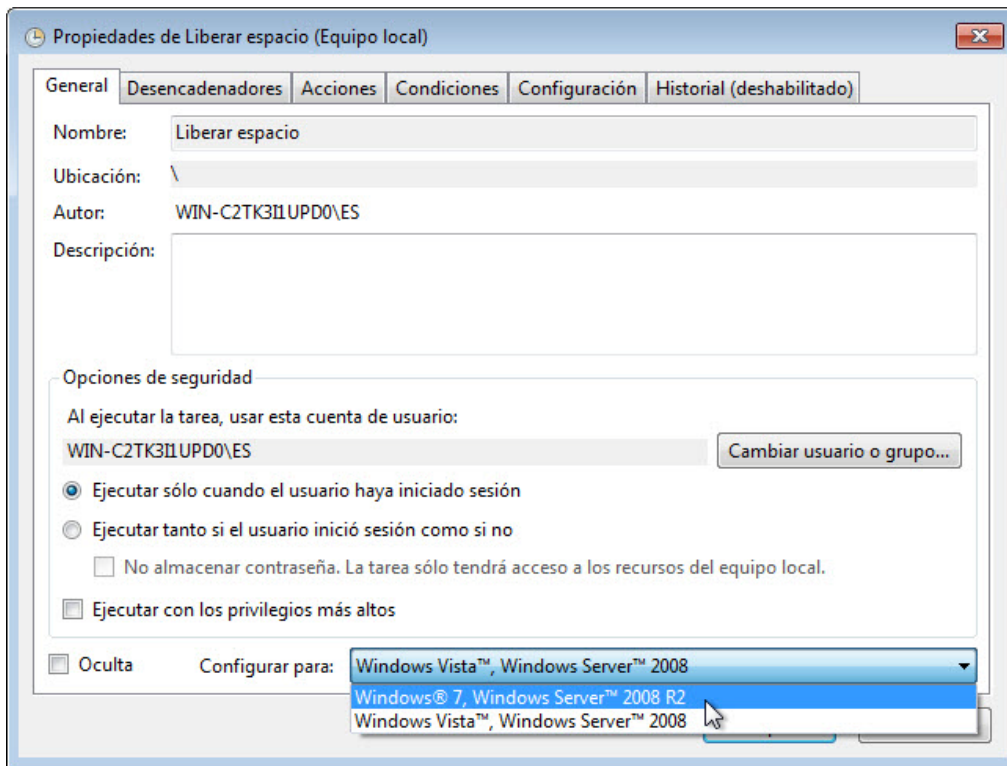 Propiedades de Liberar espacio (Equipo local)
General Desencadenadores Acciones Condiciones Configuración Historial (deshabilitado)
Nombre: Liberar espacio
Ubicación: \
Autor: WIN-C2TK3I1UPD0\ES
Descripción:
Opciones de seguridad
Al ejecutar la tarea, usar esta cuenta de usuario:
WIN-C2TK3I1UPD0\ES Cambiar usuario o grupo...
Ejecutar sólo cuando el usuario haya iniciado sesión
Ejecutar tanto si el usuario inició sesión como si no
No almacenar contraseña. La tarea sólo tendrá acceso a los recursos del equipo local.
Ejecutar con los privilegios más altos
Oculta Configurar para: Windows Vista™, Windows Server™ 2008
Windows® 7, Windows Server™ 2008 R2
Windows Vista™, Windows Server™ 2008